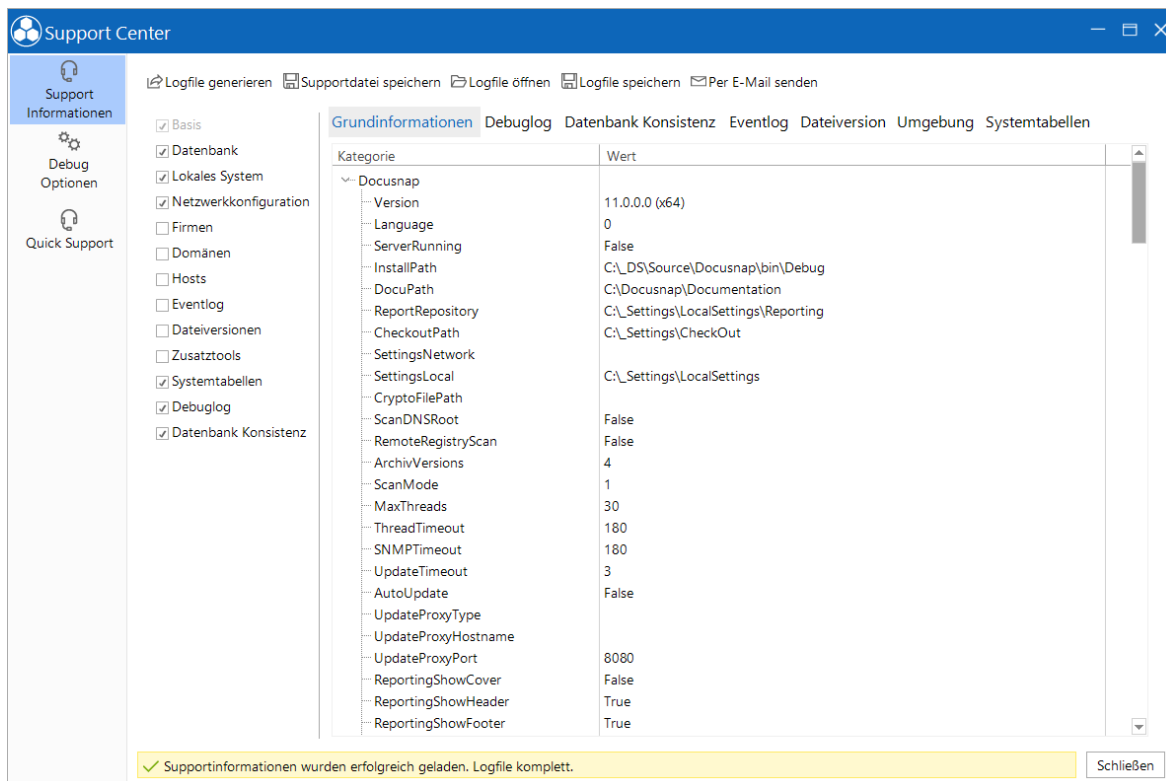 Support Center
Support
Informationen
Debug
Optionen
Quick Support
Logfile generieren Supportdatei speichern Logfile öffnen Logfile speichern Per E-Mail senden
Basis
Datenbank
Lokales System
Netzwerkkonfiguration
Firmen
Domänen
Hosts
Eventlog
Dateiversionen
Zusatztools
Systemtabellen
Debuglog
Datenbank Konsistenz
Grundinformationen Debuglog Datenbank Konsistenz Eventlog Dateiversion Umgebung Systemtabellen
Kategorie Wert
Docusnap
Version 11.0.0.0 (x64)
Language 0
ServerRunning False
InstallPath C:\_DS\Source\Docusnap\bin\Debug
DocuPath C:\Docusnap\Documentation
ReportRepository C:\_Settings\LocalSettings\Reporting
CheckoutPath C:\_Settings\CheckOut
SettingsNetwork
SettingsLocal C:\_Settings\LocalSettings
CryptoFilePath
ScanDNSRoot False
RemoteRegistryScan False
ArchivVersions 4
ScanMode 1
MaxThreads 30
ThreadTimeout 180
SNMPTimeout 180
UpdateTimeout 3
AutoUpdate False
UpdateProxyType
UpdateProxyHostname
UpdateProxyPort 8080
ReportingShowCover False
ReportingShowHeader True
ReportingShowFooter True
Supportinformationen wurden erfolgreich geladen. Logfile komplett.
Schließen